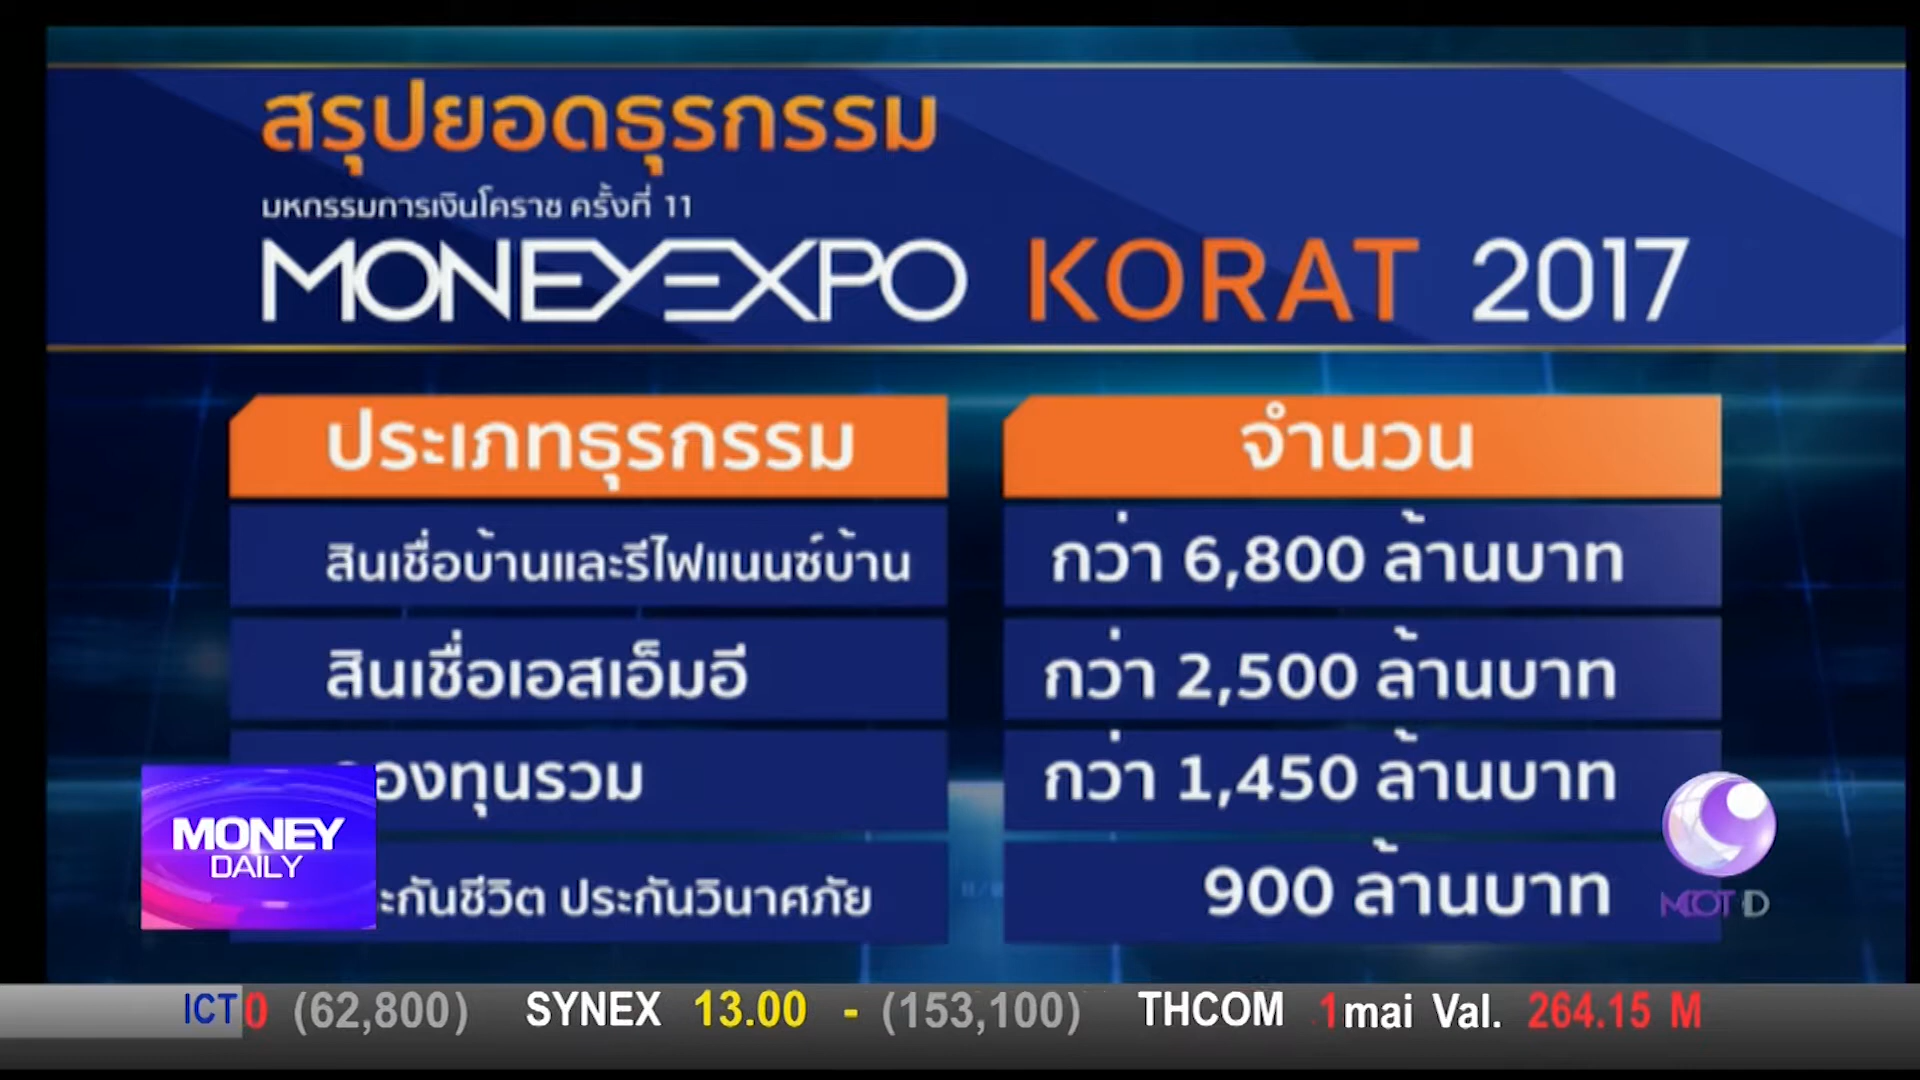 สรุปยอดธุรกรรม
มหกรรมการเงินโคราช ครั้งที่ 11
MONEYEXPO KORAT 2017
ประเภทธุรกรรม จำนวน
สินเชื่อบ้านและรีไฟแนนซ์บ้าน กว่า 6,800 ล้านบาท
สินเชื่อเอสเอ็มอี กว่า 2,500 ล้านบาท
องทุนรวม กว่า 1,450 ล้านบาท
ะกันชีวิต ประกันวินาศภัย 900 ล้านบาท
MONEY
DAILY
MCOT HD
ICT 0 (62,800) SYNEX 13.00 - (153,100) THCOM 1 mai Val. 264.15 M